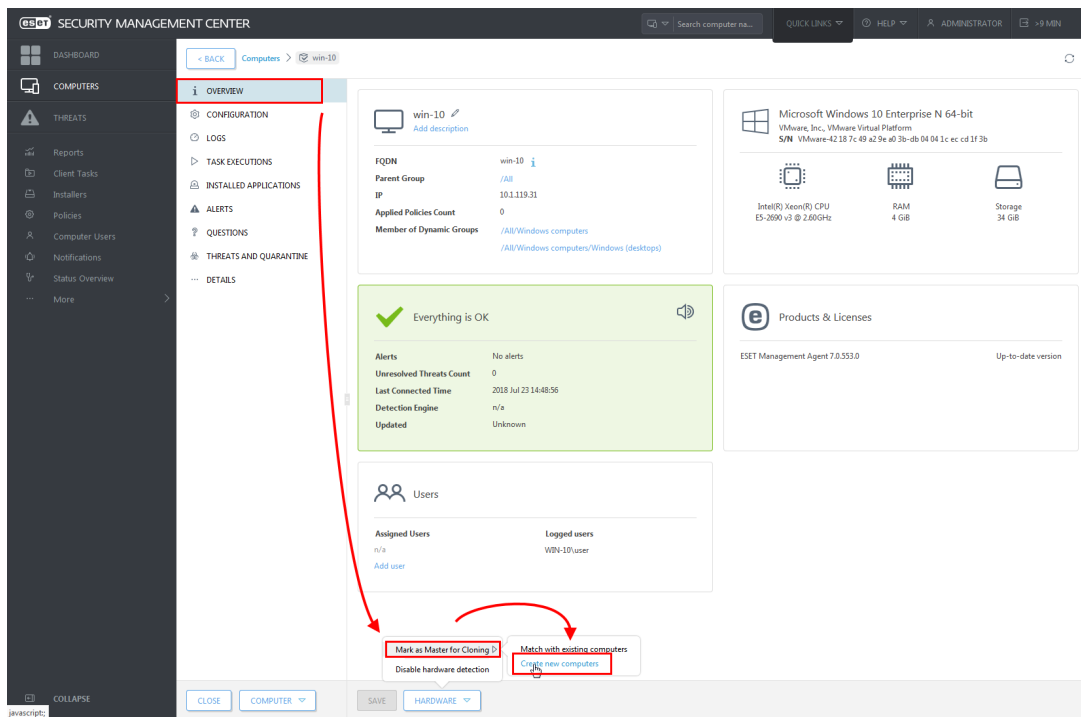 eseT SECURITY MANAGEMENT CENTER
Search computer na...
QUICK LINKS
HELP
ADMINISTRATOR
>9 MIN
DASHBOARD
COMPUTERS
THREATS
Reports
Client Tasks
Installers
Policies
Computer Users
Notifications
Status Overview
More
COLLAPSE
javascript:;
< BACK
Computers > win-10
OVERVIEW
CONFIGURATION
LOGS
TASK EXECUTIONS
INSTALLED APPLICATIONS
ALERTS
QUESTIONS
THREATS AND QUARANTINE
DETAILS
win-10
Add description
FQDN win-10
Parent Group /All
IP 10.1.119.31
Applied Policies Count 0
Member of Dynamic Groups /All/Windows computers
/All/Windows computers/Windows (desktops)
Microsoft Windows 10 Enterprise N 64-bit
VMware, Inc., VMware Virtual Platform
S/N VMware-42 18 7c 49 a2 9e a0 3b-db 04 04 1c ec cd 1f 3b
Intel(R) Xeon(R) CPU
E5-2690 v3 @ 2.60GHz
RAM
4 GiB
Storage
34 GiB
Everything is OK
Alerts No alerts
Unresolved Threats Count 0
Last Connected Time 2018 Jul 23 14:48:56
Detection Engine n/a
Updated Unknown
e Products & Licenses
ESET Management Agent 7.0.553.0 Up-to-date version
Users
Assigned Users Logged users
n/a WIN-10\user
Add user
Mark as Master for Cloning
Disable hardware detection
Match with existing computers
Create new computers
CLOSE
COMPUTER
SAVE
HARDWARE